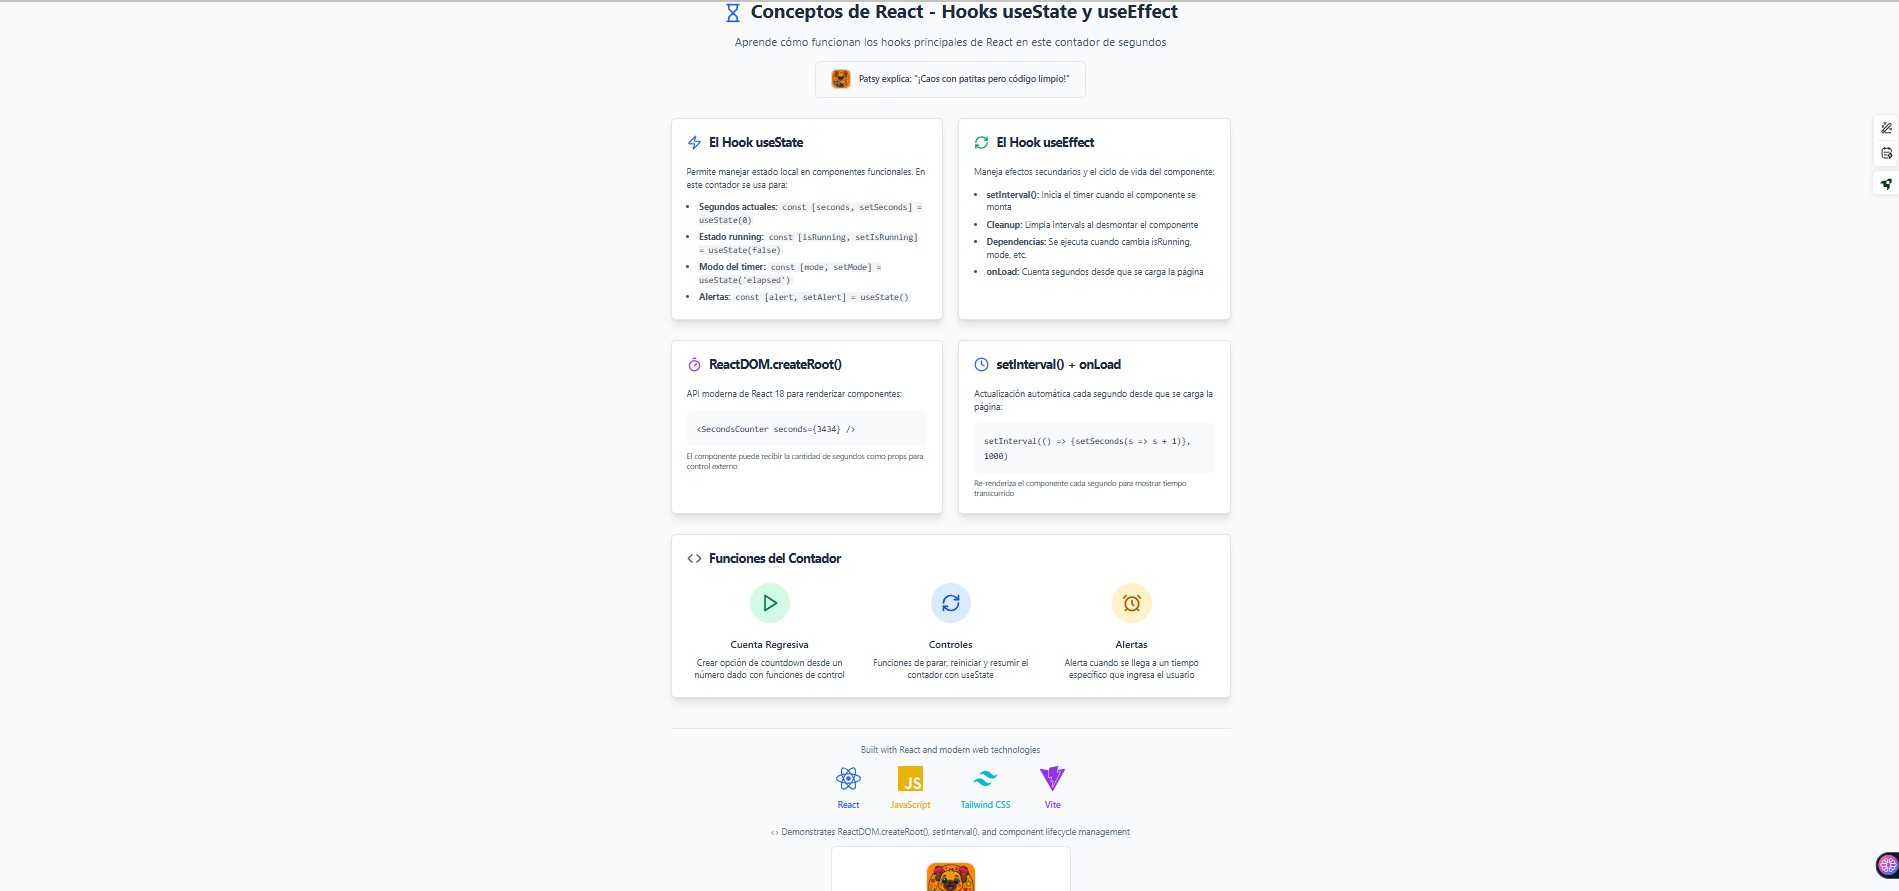 Conceptos de React - Hooks useState y useEffect
Aprende cómo funcionan los hooks principales de React en este contador de segundos
Patsy explica: "¡Caos con patitas pero código limpio!"
El Hook useState
Permite manejar estado local en componentes funcionales. En
este contador se usa para:
• Segundos actuales: const [seconds, setSeconds] =
useState(0)
• Estado running: const [isRunning, setIsRunning]
= useState(false)
• Modo del timer: const [mode, setMode] =
useState('elapsed')
• Alertas: const [alert, setAlert] = useState()
El Hook useEffect
Maneja efectos secundarios y el ciclo de vida del componente:
• setInterval(): Inicia el timer cuando el componente se
monta
• Cleanup: Limpia intervals al desmontar el componente
• Dependencias: Se ejecuta cuando cambia isRunning,
mode, etc.
• onLoad: Cuenta segundos desde que se carga la página
ReactDOM.createRoot()
API moderna de React 18 para renderizar componentes:
<SecondsCounter seconds={3434} />
El componente puede recibir la cantidad de segundos como props para
control externo
setInterval() + onLoad
Actualización automática cada segundo desde que se carga la
página:
setInterval(() => {setSeconds(s => s + 1)},
1000)
Re-renderiza el componente cada segundo para mostrar tiempo
transcurrido
<> Funciones del Contador
Cuenta Regresiva
Crear opción de countdown desde un
número dado con funciones de control
Controles
Funciones de parar, reiniciar y resumir el
contador con useState
Alertas
Alerta cuando se llega a un tiempo
específico que ingresa el usuario
Built with React and modern web technologies
JS
React
JavaScript
Tailwind CSS
Vite
<> Demonstrates ReactDOM.createRoot(), setInterval(), and component lifecycle management